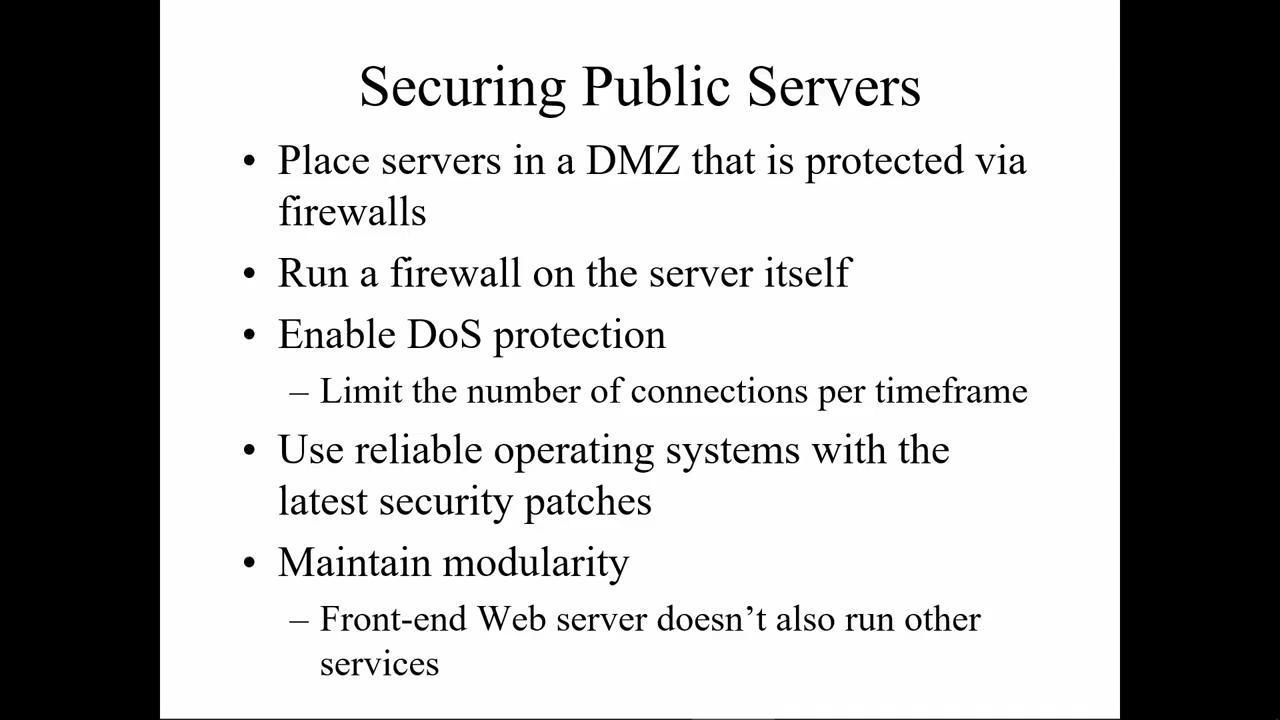 Securing Public Servers
• Place servers in a DMZ that is protected via
firewalls
• Run a firewall on the server itself
• Enable DoS protection
– Limit the number of connections per timeframe
• Use reliable operating systems with the
latest security patches
• Maintain modularity
– Front-end Web server doesn’t also run other
services